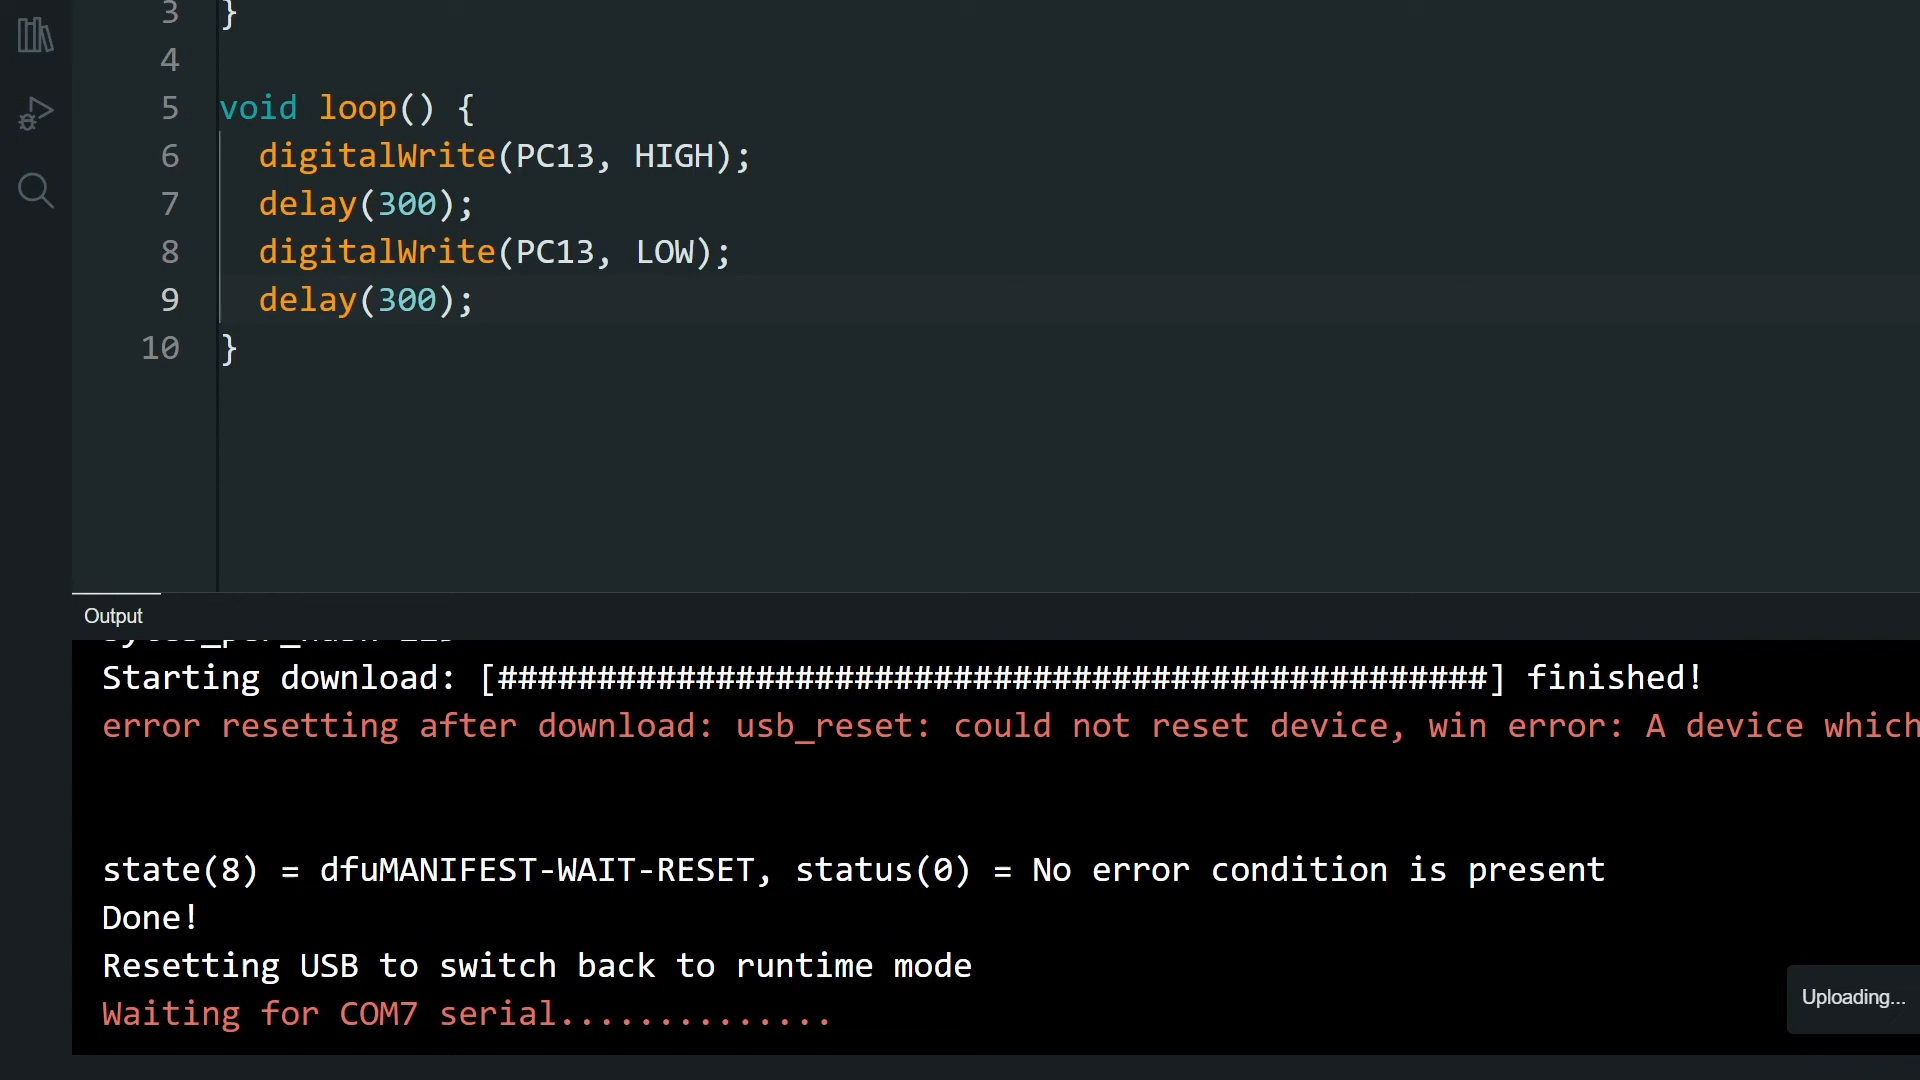 3 }
4
5 void loop() {
6 digitalWrite(PC13, HIGH);
7 delay(300);
8 digitalWrite(PC13, LOW);
9 delay(300);
10 }
Output
Starting download: [##################################################] finished!
error resetting after download: usb_reset: could not reset device, win error: A device which
state(8) = dfuMANIFEST-WAIT-RESET, status(0) = No error condition is present
Done!
Resetting USB to switch back to runtime mode
Waiting for COM7 serial..............
Uploading...